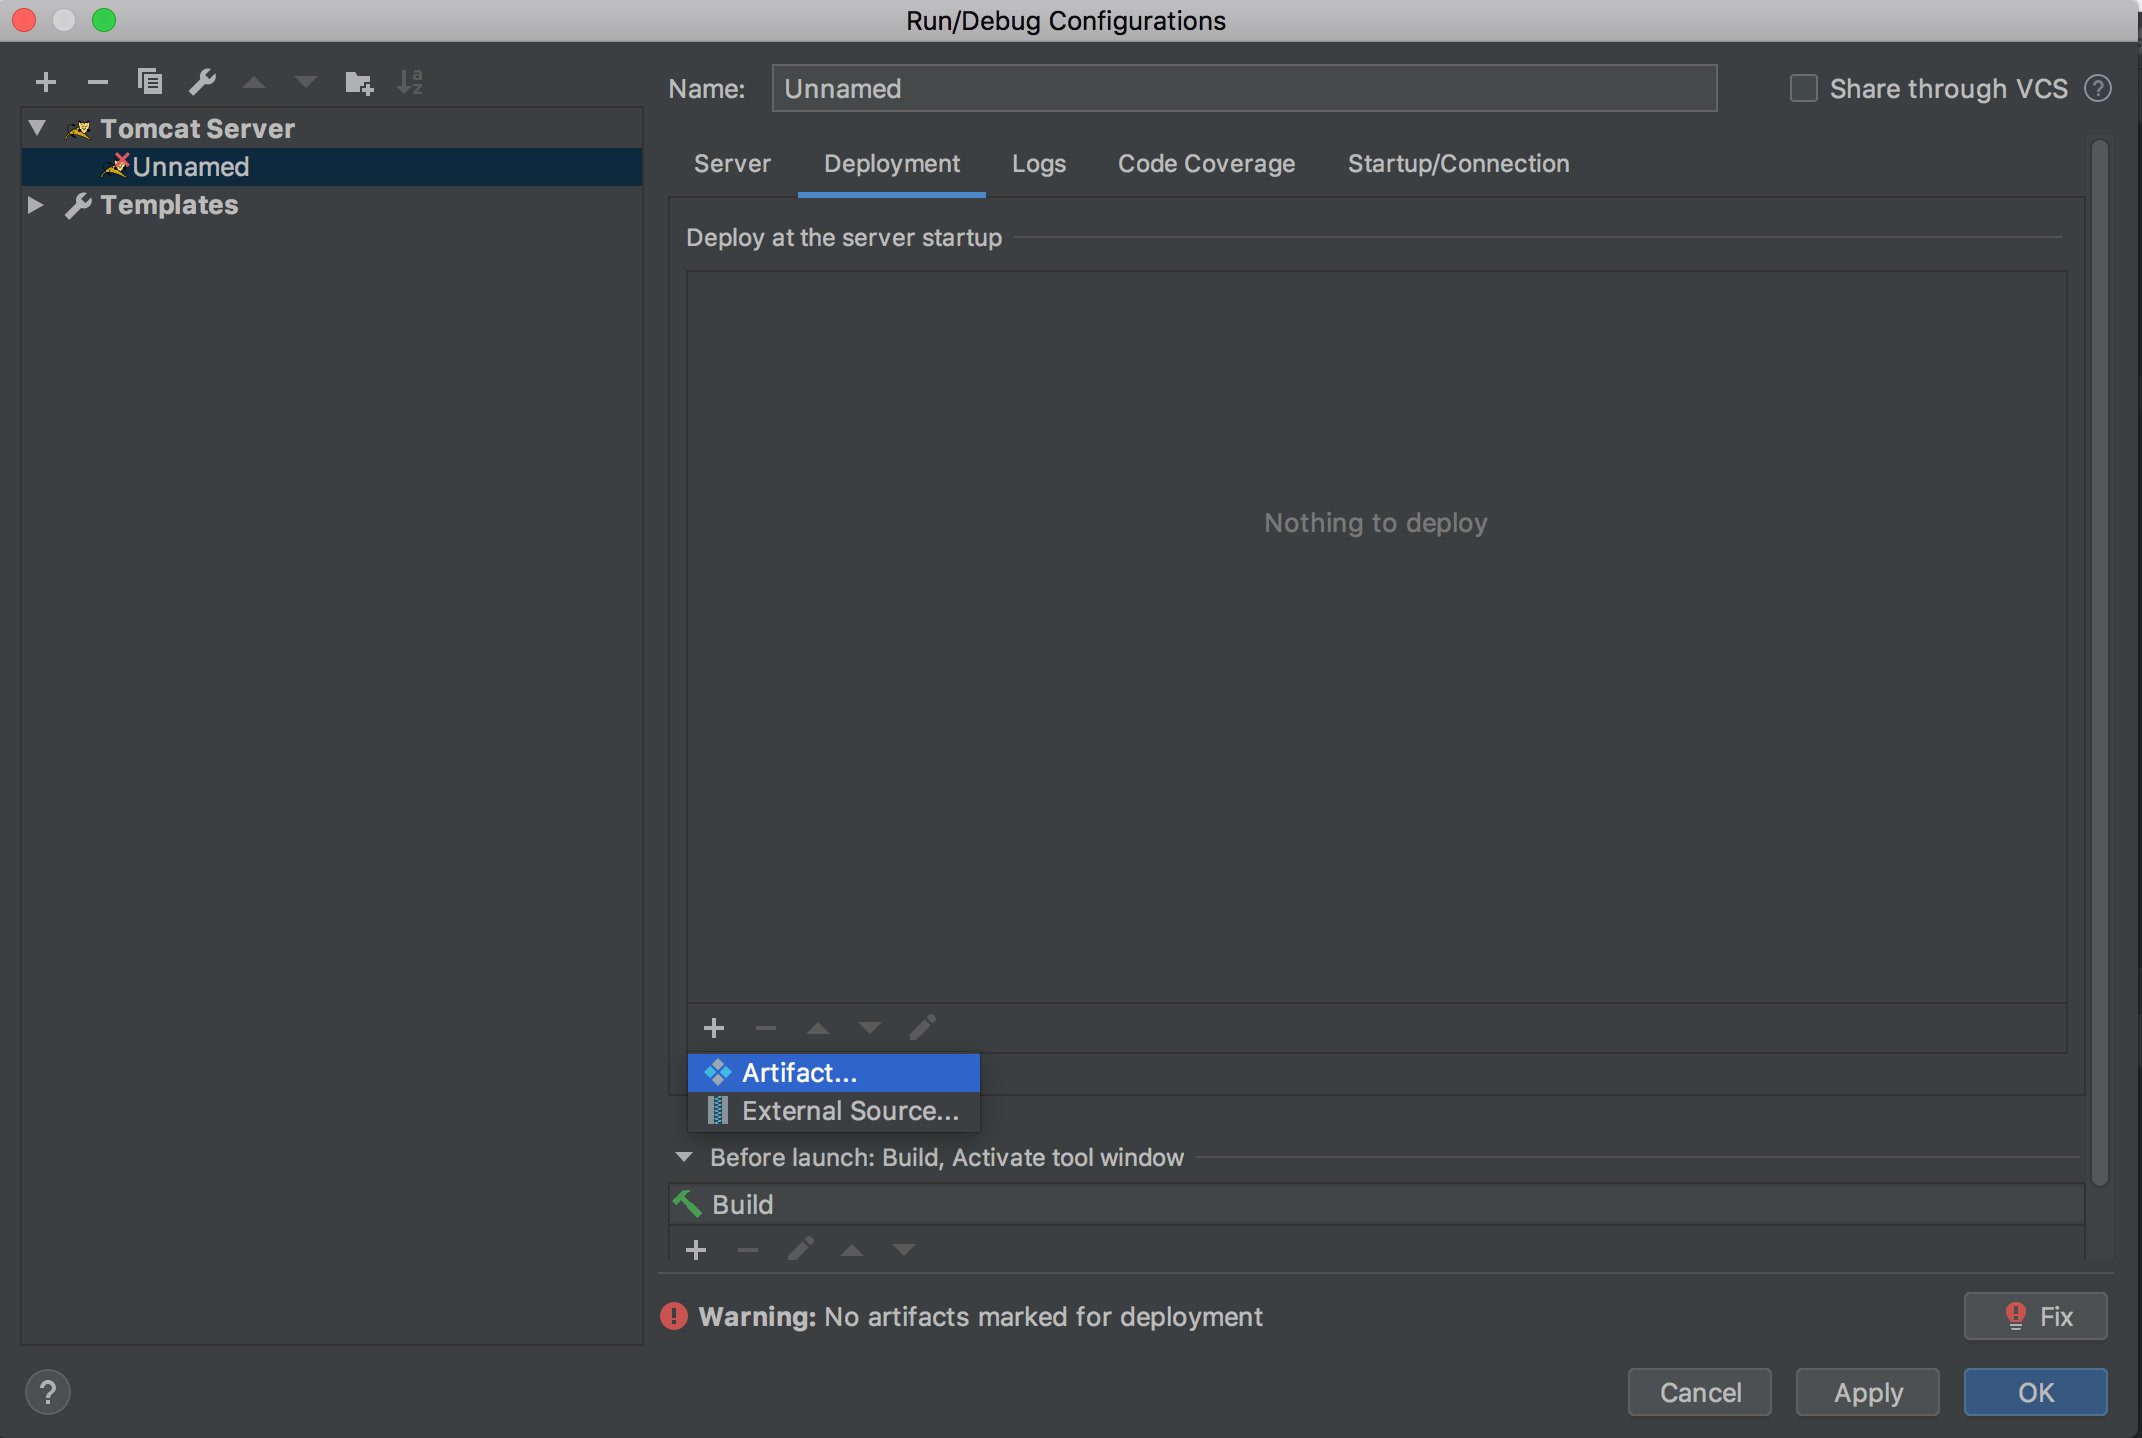 Run/Debug Configurations
Name: Unnamed Share through VCS ?
Tomcat Server
Unnamed
Templates
Server Deployment Logs Code Coverage Startup/Connection
Deploy at the server startup
Nothing to deploy
Artifact...
External Source...
Before launch: Build, Activate tool window
Build
Warning: No artifacts marked for deployment
Fix
? Cancel Apply OK